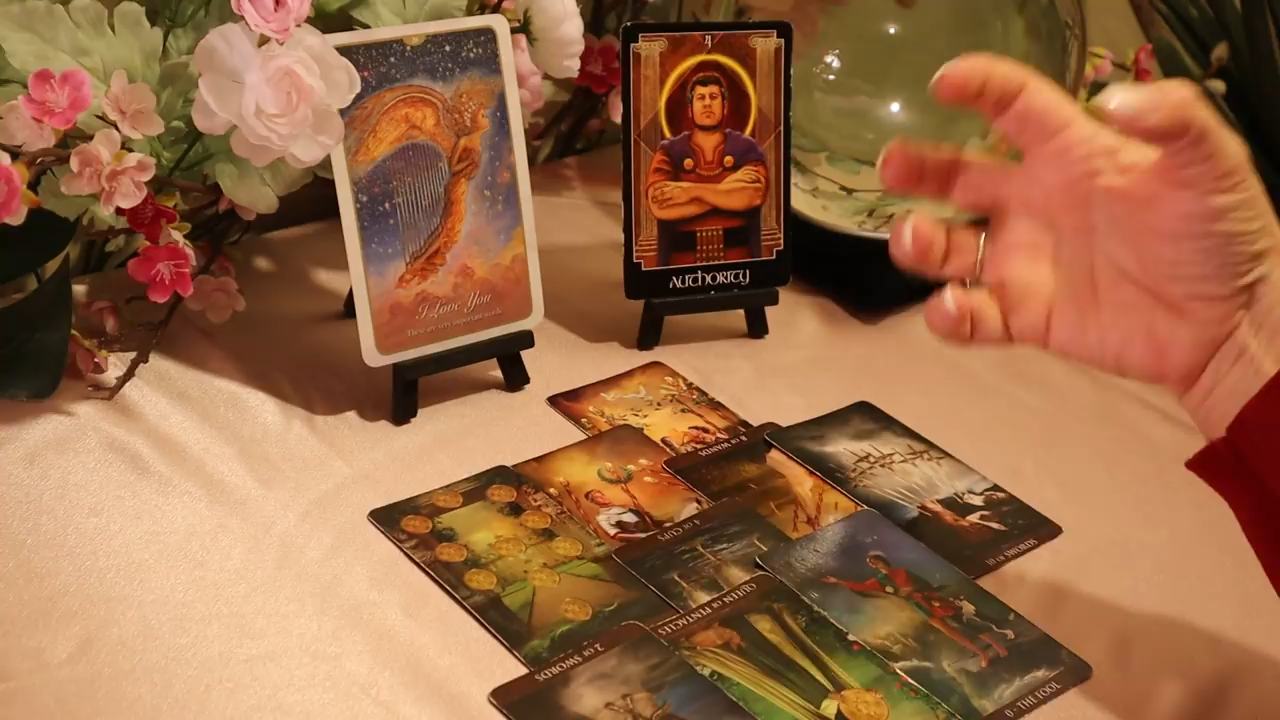 4
I Love You
These are very important words
AUTHORITY
8 OF WANDS
4 OF CUPS
10 OF SWORDS
QUEEN OF PENTACLES
2 OF SWORDS
0 - THE FOOL